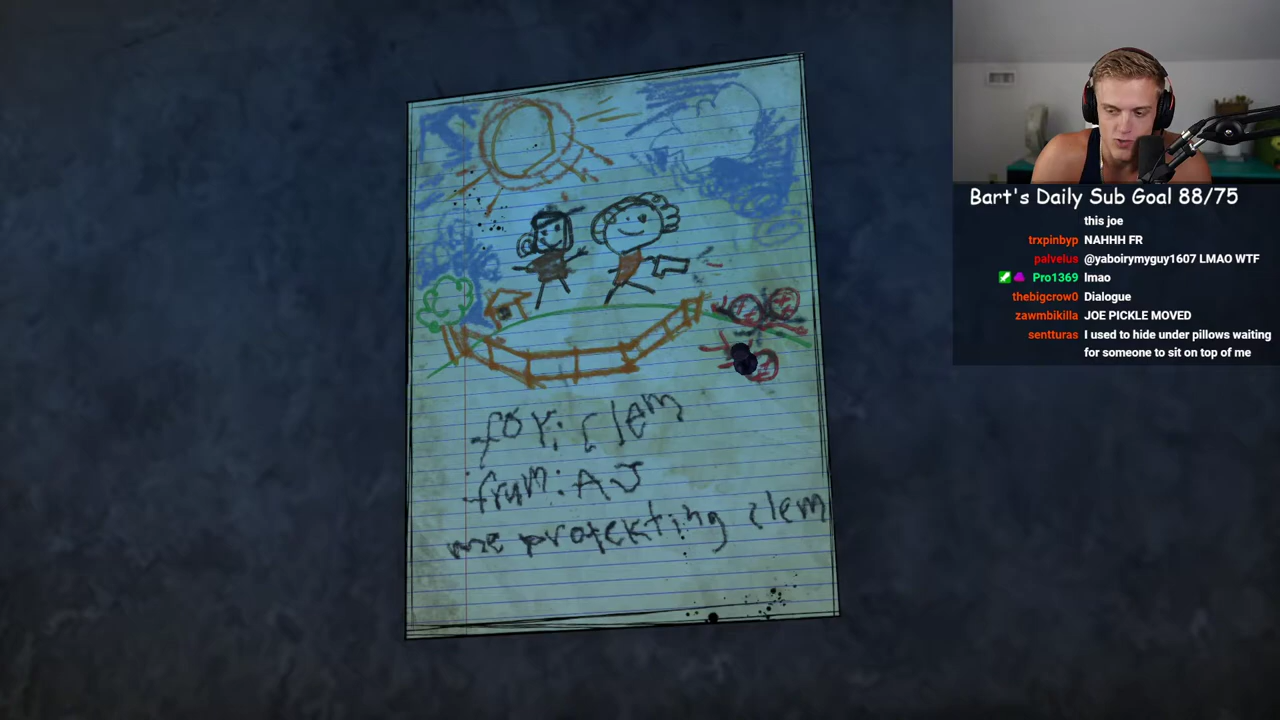 Bart's Daily Sub Goal 88/75
this joe
trxpinbyp NAHHH FR
palvelus @yaboirymyguy1607 LMAO WTF
Pro1369 lmao
thebigcrow0 Dialogue
zawmbikilla JOE PICKLE MOVED
sentturas I used to hide under pillows waiting
for someone to sit on top of me
for: clem
frum: AJ
me protekting clem